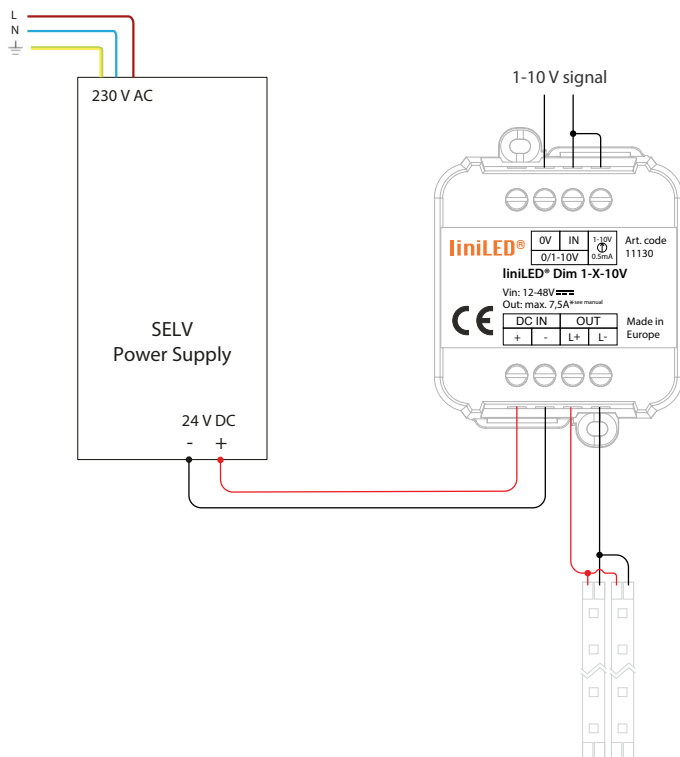 L
N
230 V AC
SELV
Power Supply
24 V DC
- +
1-10 V signal
liniLED®
0V IN 1-10V
0/1-10V 0.5mA
Art. code
11130
liniLED® Dim 1-X-10V
Vin: 12-48V
Out: max. 7,5A*see manual
CE
DC IN OUT
+ - L+ L-
Made in
Europe